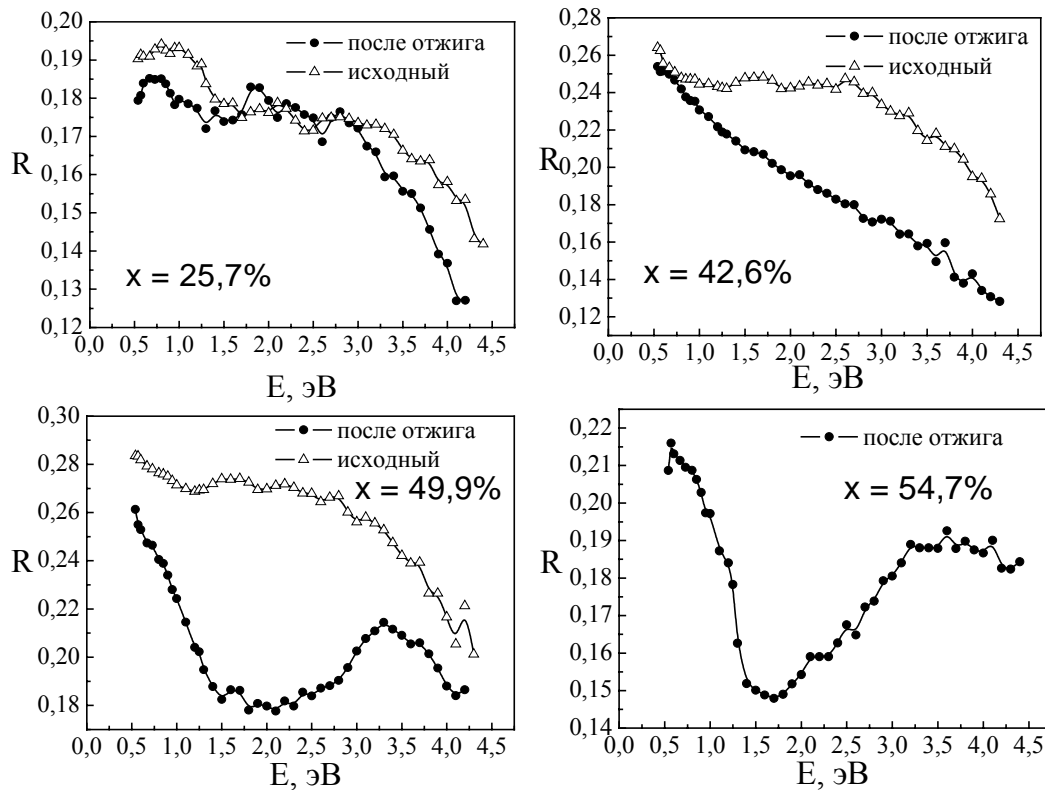 0,20
0,19
0,18
0,17
R
0,16
0,15
0,14
0,13
0,12
после отжига
исходный
x = 25,7%
0,0 0,5 1,0 1,5 2,0 2,5 3,0 3,5 4,0 4,5
E, эВ
0,28
0,26
0,24
0,22
R
0,20
0,18
0,16
0,14
0,12
после отжига
исходный
x = 42,6%
0,0 0,5 1,0 1,5 2,0 2,5 3,0 3,5 4,0 4,5
E, эВ
0,30
0,28
0,26
0,24
R
0,22
0,20
0,18
после отжига
исходный
x = 49,9%
0,0 0,5 1,0 1,5 2,0 2,5 3,0 3,5 4,0 4,5
E, эВ
0,22
0,21
0,20
0,19
R
0,18
0,17
0,16
0,15
0,14
после отжига
x = 54,7%
0,0 0,5 1,0 1,5 2,0 2,5 3,0 3,5 4,0 4,5
E, эВ